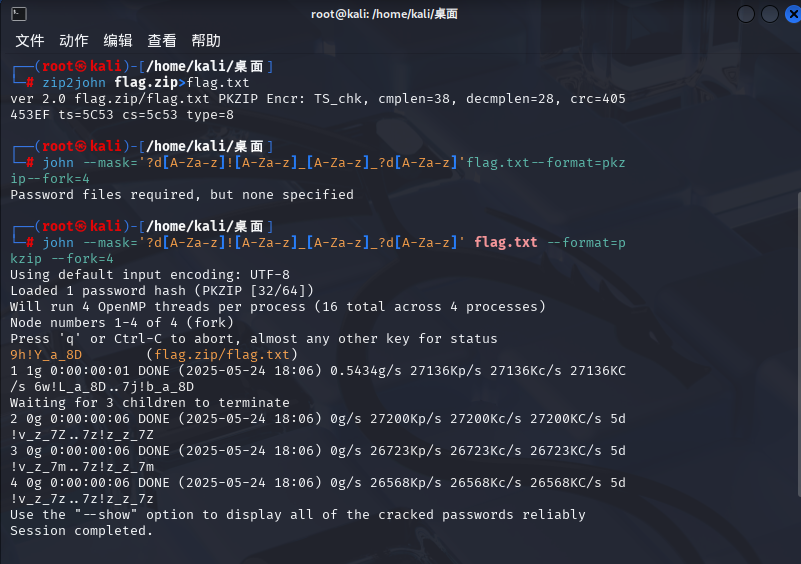 root@kali: /home/kali/桌面
文件 动作 编辑 查看 帮助
┌──(root㉿kali)-[/home/kali/桌面]
└─# zip2john flag.zip>flag.txt
ver 2.0 flag.zip/flag.txt PKZIP Encr: TS_chk, cmplen=38, decmplen=28, crc=405
453EF ts=5C53 cs=5c53 type=8
┌──(root㉿kali)-[/home/kali/桌面]
└─# john --mask='?d[A-Za-z]![A-Za-z]_[A-Za-z]_?d[A-Za-z]'flag.txt--format=pkz
ip--fork=4
Password files required, but none specified
┌──(root㉿kali)-[/home/kali/桌面]
└─# john --mask='?d[A-Za-z]![A-Za-z]_[A-Za-z]_?d[A-Za-z]' flag.txt --format=p
kzip --fork=4
Using default input encoding: UTF-8
Loaded 1 password hash (PKZIP [32/64])
Will run 4 OpenMP threads per process (16 total across 4 processes)
Node numbers 1-4 of 4 (fork)
Press 'q' or Ctrl-C to abort, almost any other key for status
9h!Y_a_8D        (flag.zip/flag.txt)
1 1g 0:00:00:01 DONE (2025-05-24 18:06) 0.5434g/s 27136Kp/s 27136Kc/s 27136KC
/s 6w!L_a_8D..7j!b_a_8D
Waiting for 3 children to terminate
2 0g 0:00:00:06 DONE (2025-05-24 18:06) 0g/s 27200Kp/s 27200Kc/s 27200KC/s 5d
!v_z_7Z..7z!z_z_7Z
3 0g 0:00:00:06 DONE (2025-05-24 18:06) 0g/s 26723Kp/s 26723Kc/s 26723KC/s 5d
!v_z_7m..7z!z_z_7m
4 0g 0:00:00:06 DONE (2025-05-24 18:06) 0g/s 26568Kp/s 26568Kc/s 26568KC/s 5d
!v_z_7z..7z!z_z_7z
Use the "--show" option to display all of the cracked passwords reliably
Session completed.